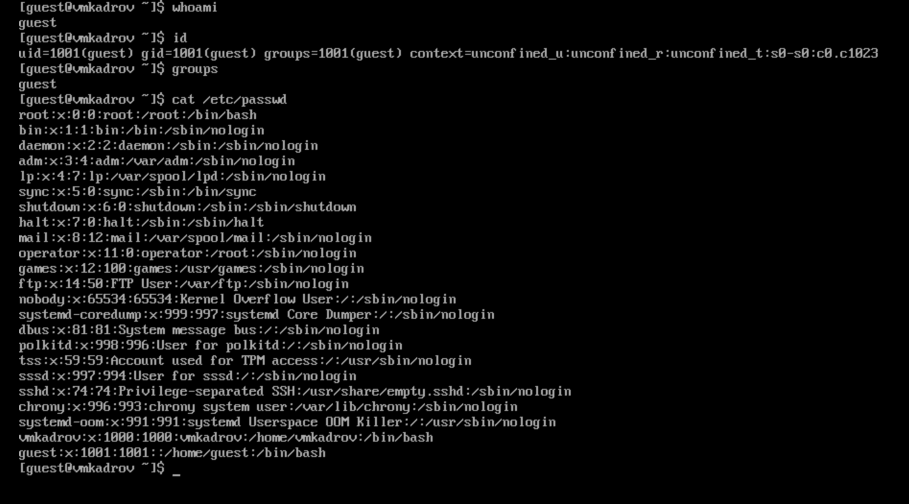 [guest@vmkadrov ~]$ whoami
guest
[guest@vmkadrov ~]$ id
uid=1001(guest) gid=1001(guest) groups=1001(guest) context=unconfined_u:unconfined_r:unconfined_t:s0-s0:c0.c1023
[guest@vmkadrov ~]$ groups
guest
[guest@vmkadrov ~]$ cat /etc/passwd
root:x:0:0:root:/root:/bin/bash
bin:x:1:1:bin:/bin:/sbin/nologin
daemon:x:2:2:daemon:/sbin:/sbin/nologin
adm:x:3:4:adm:/var/adm:/sbin/nologin
lp:x:4:7:lp:/var/spool/lpd:/sbin/nologin
sync:x:5:0:sync:/sbin:/bin/sync
shutdown:x:6:0:shutdown:/sbin:/sbin/shutdown
halt:x:7:0:halt:/sbin:/sbin/halt
mail:x:8:12:mail:/var/spool/mail:/sbin/nologin
operator:x:11:0:operator:/root:/sbin/nologin
games:x:12:100:games:/usr/games:/sbin/nologin
ftp:x:14:50:FTP User:/var/ftp:/sbin/nologin
nobody:x:65534:65534:Kernel Overflow User:/:/sbin/nologin
systemd-coredump:x:999:997:systemd Core Dumper:/:/sbin/nologin
dbus:x:81:81:System message bus:/:/sbin/nologin
polkitd:x:998:996:User for polkitd:/:/sbin/nologin
tss:x:59:59:Account used for TPM access:/:/usr/sbin/nologin
sssd:x:997:994:User for sssd:/:/sbin/nologin
sshd:x:74:74:Privilege-separated SSH:/usr/share/empty.sshd:/sbin/nologin
chrony:x:996:993:chrony system user:/var/lib/chrony:/sbin/nologin
systemd-oom:x:991:991:systemd Userspace OOM Killer:/:/usr/sbin/nologin
vmkadrov:x:1000:1000:vmkadrov:/home/vmkadrov:/bin/bash
guest:x:1001:1001::/home/guest:/bin/bash
[guest@vmkadrov ~]$ _